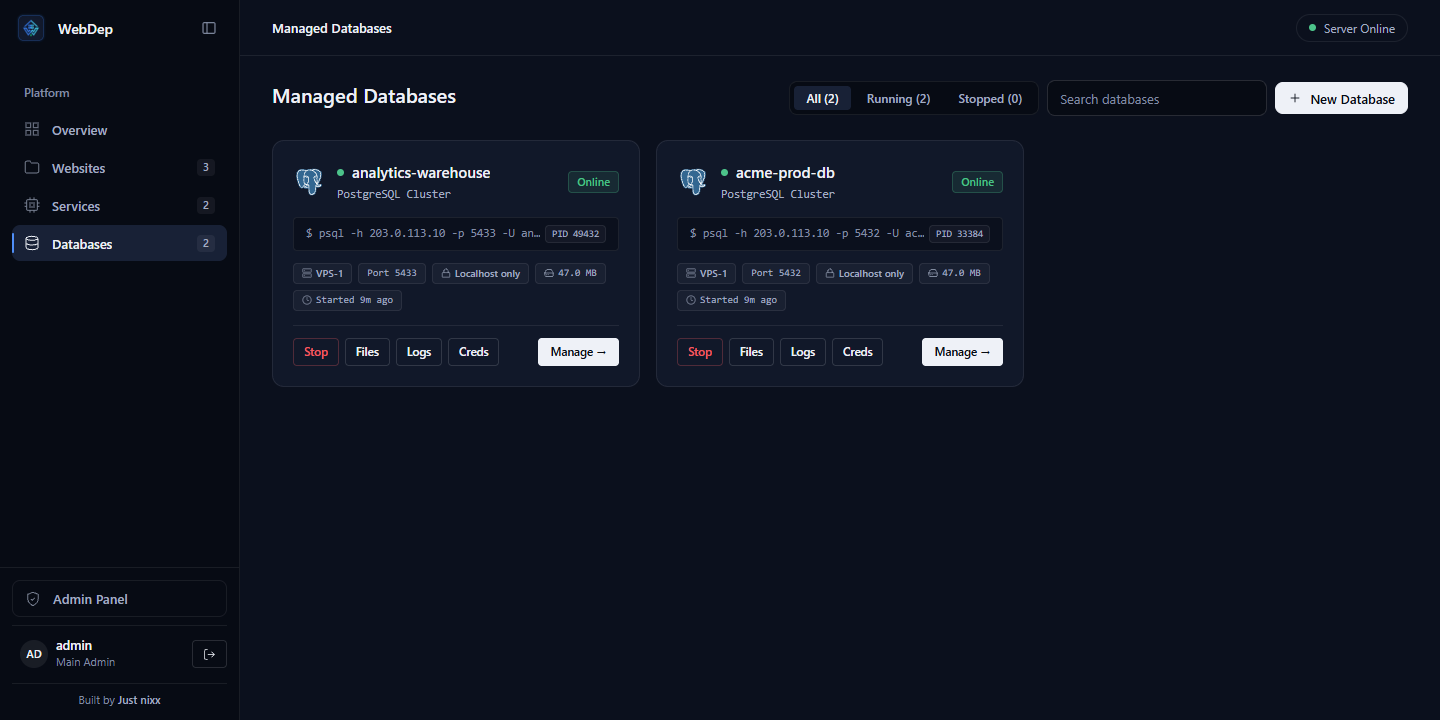 WebDep
Platform
Overview
Websites 3
Services 2
Databases 2
Admin Panel
AD
admin
Main Admin
Built by Just nixx
Managed Databases
Server Online
Managed Databases
All (2) Running (2) Stopped (0)
Search databases
+ New Database
analytics-warehouse
PostgreSQL Cluster
Online
$ psql -h 203.0.113.10 -p 5433 -U an… PID 49432
VPS-1 Port 5433 Localhost only 47.0 MB
Started 9m ago
Stop Files Logs Creds Manage →
acme-prod-db
PostgreSQL Cluster
Online
$ psql -h 203.0.113.10 -p 5432 -U ac… PID 33384
VPS-1 Port 5432 Localhost only 47.0 MB
Started 9m ago
Stop Files Logs Creds Manage →